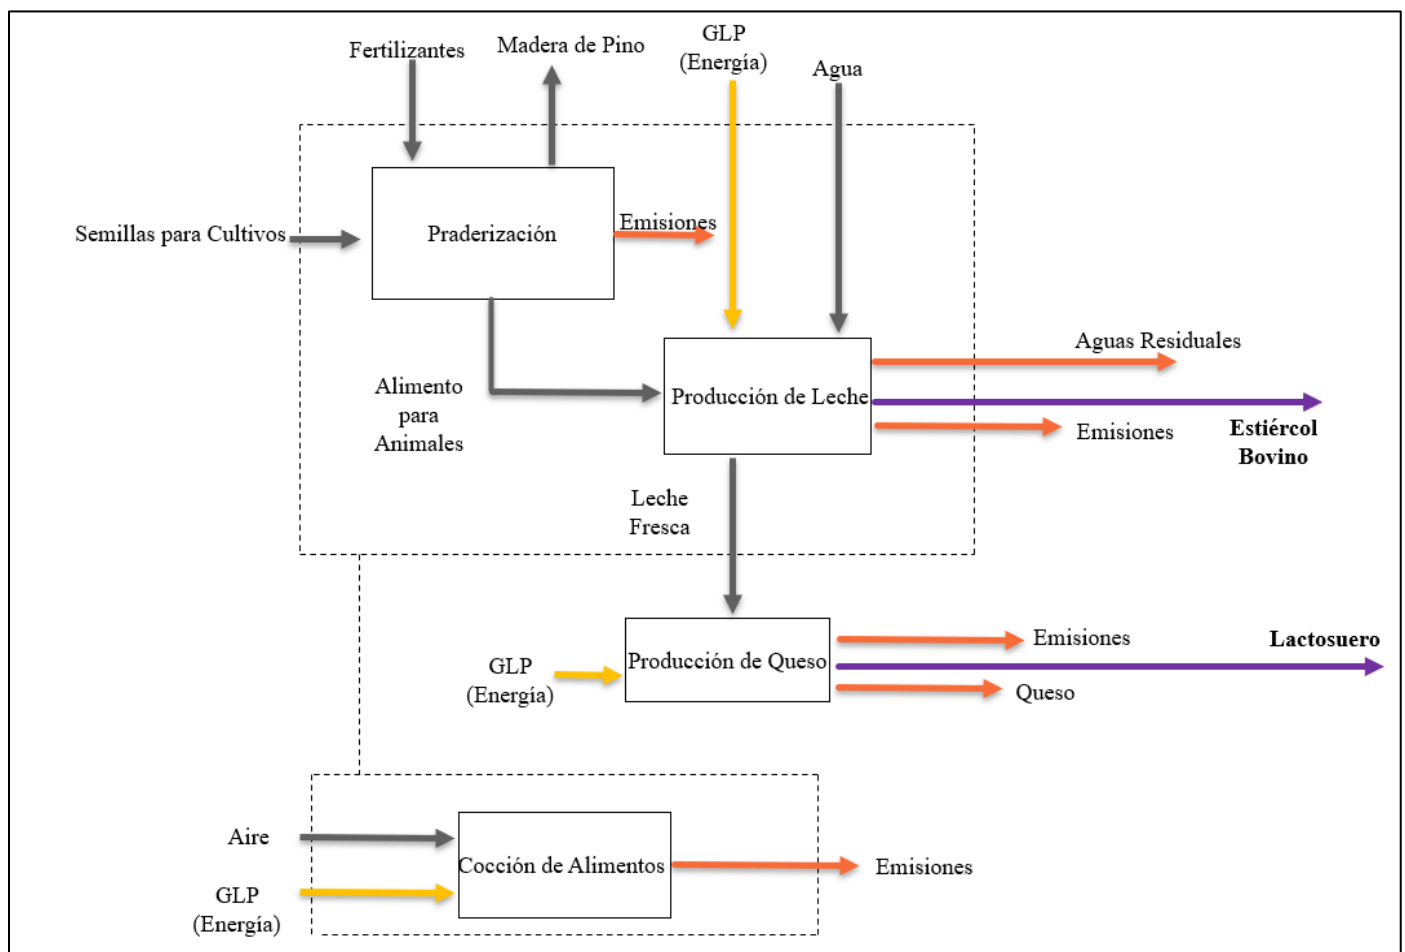 Fertilizantes
Madera de Pino
GLP
(Energía)
Agua
Semillas para Cultivos
Praderización
Emisiones
Alimento
para
Animales
Producción de Leche
Aguas Residuales
Emisiones
Estiércol
Bovino
Leche
Fresca
GLP
(Energía)
Producción de Queso
Emisiones
Lactosuero
Queso
Aire
GLP
(Energía)
Cocción de Alimentos
Emisiones